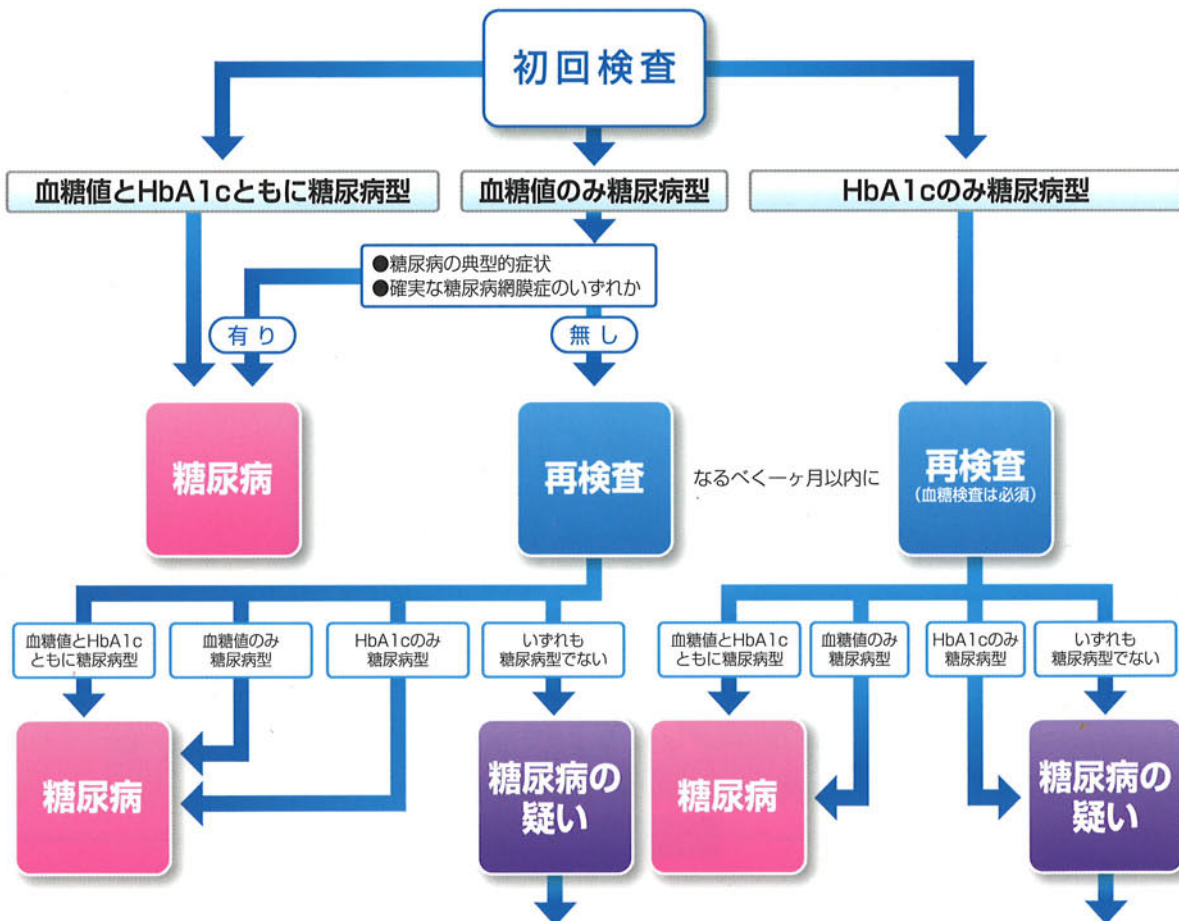 初回検査
血糖値とHbA1cともに糖尿病型
血糖値のみ糖尿病型
HbA1cのみ糖尿病型
●糖尿病の典型的症状
●確実な糖尿病網膜症のいずれか
有り
無し
糖尿病
再検査
なるべく一ヶ月以内に
再検査
(血糖検査は必須)
血糖値とHbA1c
ともに糖尿病型
血糖値のみ
糖尿病型
HbA1cのみ
糖尿病型
いずれも
糖尿病型でない
血糖値とHbA1c
ともに糖尿病型
血糖値のみ
糖尿病型
HbA1cのみ
糖尿病型
いずれも
糖尿病型でない
糖尿病
糖尿病の
疑い
糖尿病
糖尿病の
疑い